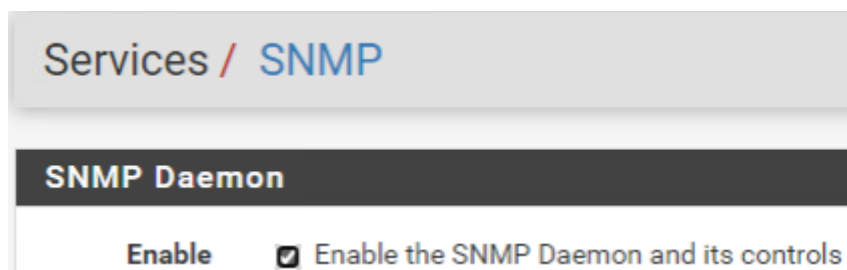 Services / SNMP
SNMP Daemon
Enable Enable the SNMP Daemon and its controls